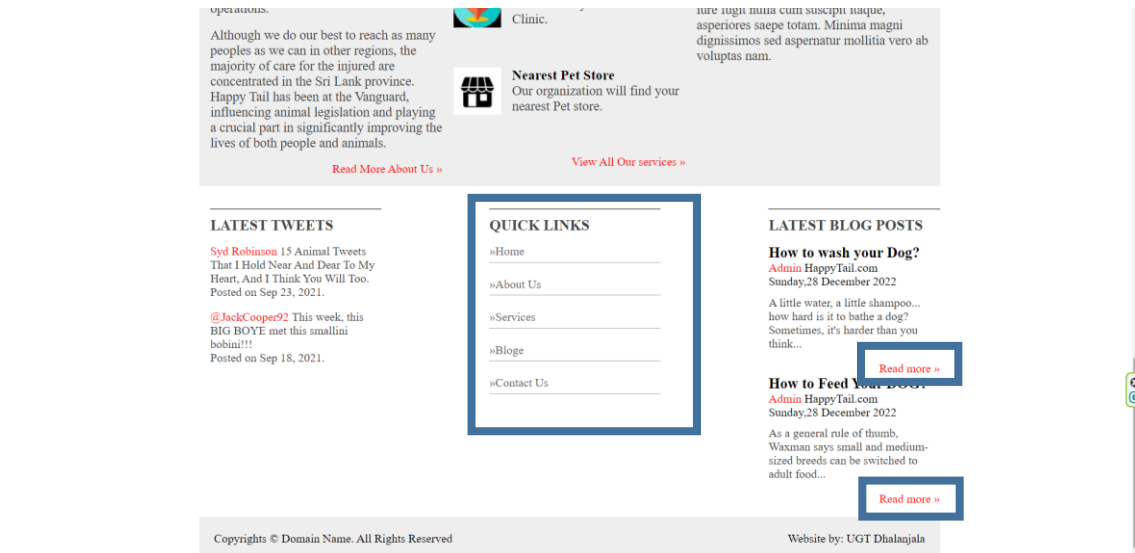 operations.
Although we do our best to reach as many
peoples as we can in other regions, the
majority of care for the injured are
concentrated in the Sri Lank province.
Happy Tail has been at the Vanguard,
influencing animal legislation and playing
a crucial part in significantly improving the
lives of both people and animals.
Read More About Us »
Clinic.
Nearest Pet Store
Our organization will find your
nearest Pet store.
View All Our services »
iure fugit nulla cum suscipit itaque,
asperiores saepe totam. Minima magni
dignissimos sed aspernatur mollitia vero ab
voluptas nam.
LATEST TWEETS
Syd Robinson 15 Animal Tweets
That I Hold Near And Dear To My
Heart, And I Think You Will Too.
Posted on Sep 23, 2021.
@JackCooper92 This week, this
BIG BOYE met this smallini
bobini!!!
Posted on Sep 18, 2021.
QUICK LINKS
»Home
»About Us
»Services
»Bloge
»Contact Us
LATEST BLOG POSTS
How to wash your Dog?
Admin HappyTail.com
Sunday,28 December 2022
A little water, a little shampoo...
how hard is it to bathe a dog?
Sometimes, it's harder than you
think...
Read more »
How to Feed Your DOG?
Admin HappyTail.com
Sunday,28 December 2022
As a general rule of thumb,
Waxman says small and medium-
sized breeds can be switched to
adult food...
Read more »
Copyrights © Domain Name. All Rights Reserved
Website by: UGT Dhalanjala